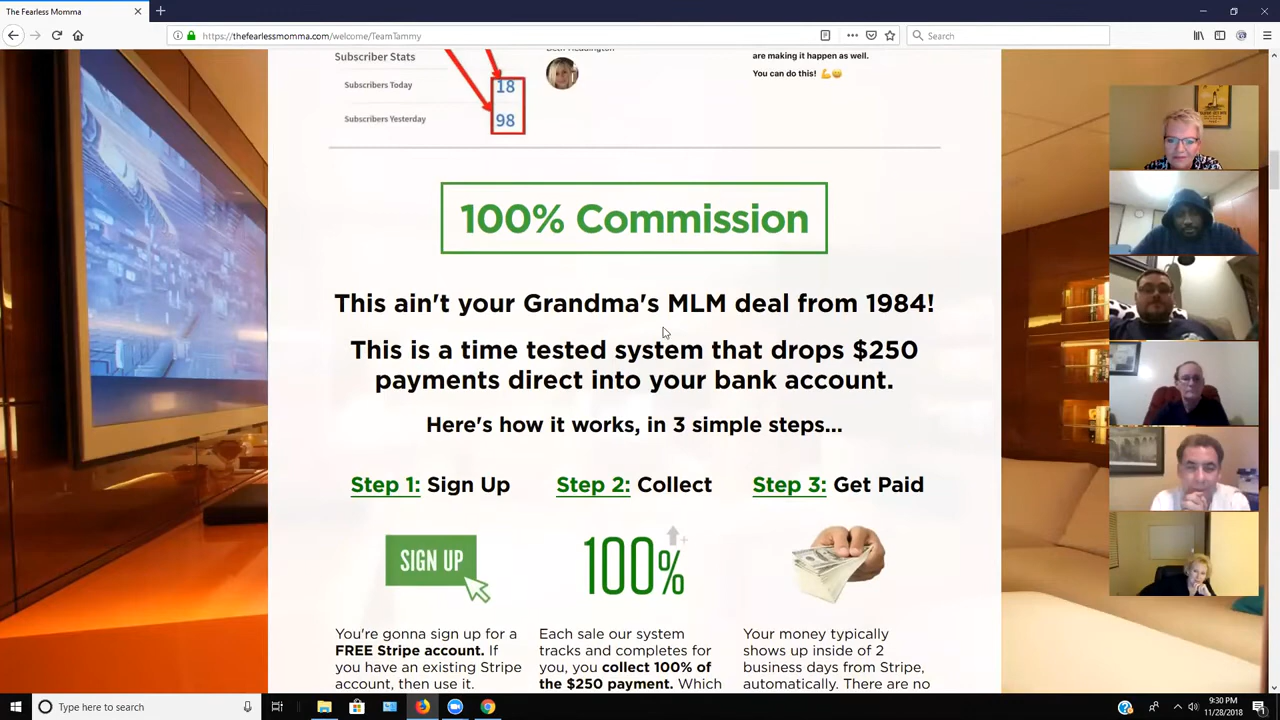 The Fearless Momma
https://thefearlessmomma.com/welcome/TeamTammy
Search
Subscriber Stats
Subscribers Today
18
Subscribers Yesterday
98
are making it happen as well.
You can do this! 💪😄
100% Commission
This ain't your Grandma's MLM deal from 1984!
This is a time tested system that drops $250
payments direct into your bank account.
Here's how it works, in 3 simple steps...
Step 1: Sign Up
Step 2: Collect
Step 3: Get Paid
SIGN UP
100%
You're gonna sign up for a
FREE Stripe account. If
you have an existing Stripe
account, then use it.
Each sale our system
tracks and completes for
you, you collect 100% of
the $250 payment. Which
Your money typically
shows up inside of 2
business days from Stripe,
automatically. There are no
Type here to search
9:30 PM
11/28/2018